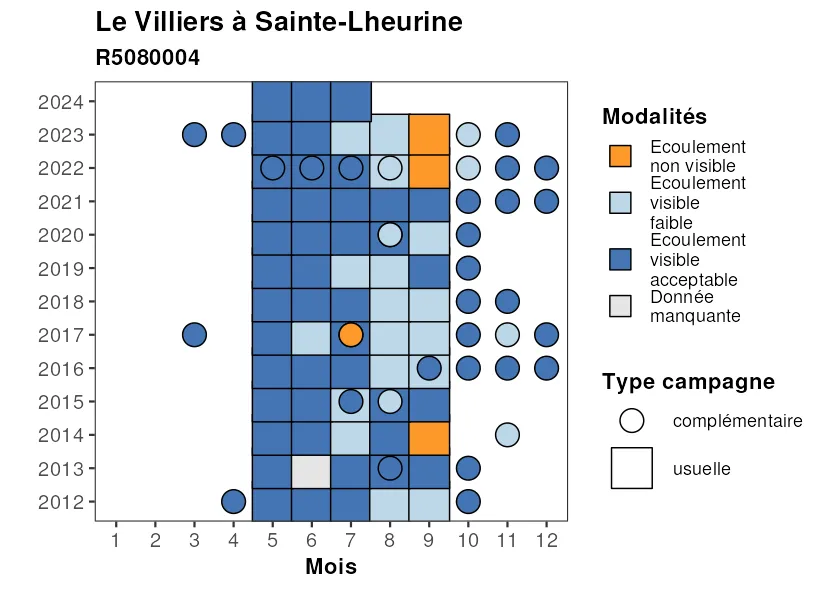 Le Villiers à Sainte-Lheurine
R5080004
2024
2023
2022
2021
2020
2019
2018
2017
2016
2015
2014
2013
2012
1 2 3 4 5 6 7 8 9 10 11 12
Mois
Modalités
Ecoulement
non visible
Ecoulement
visible
faible
Ecoulement
visible
acceptable
Donnée
manquante
Type campagne
complémentaire
usuelle